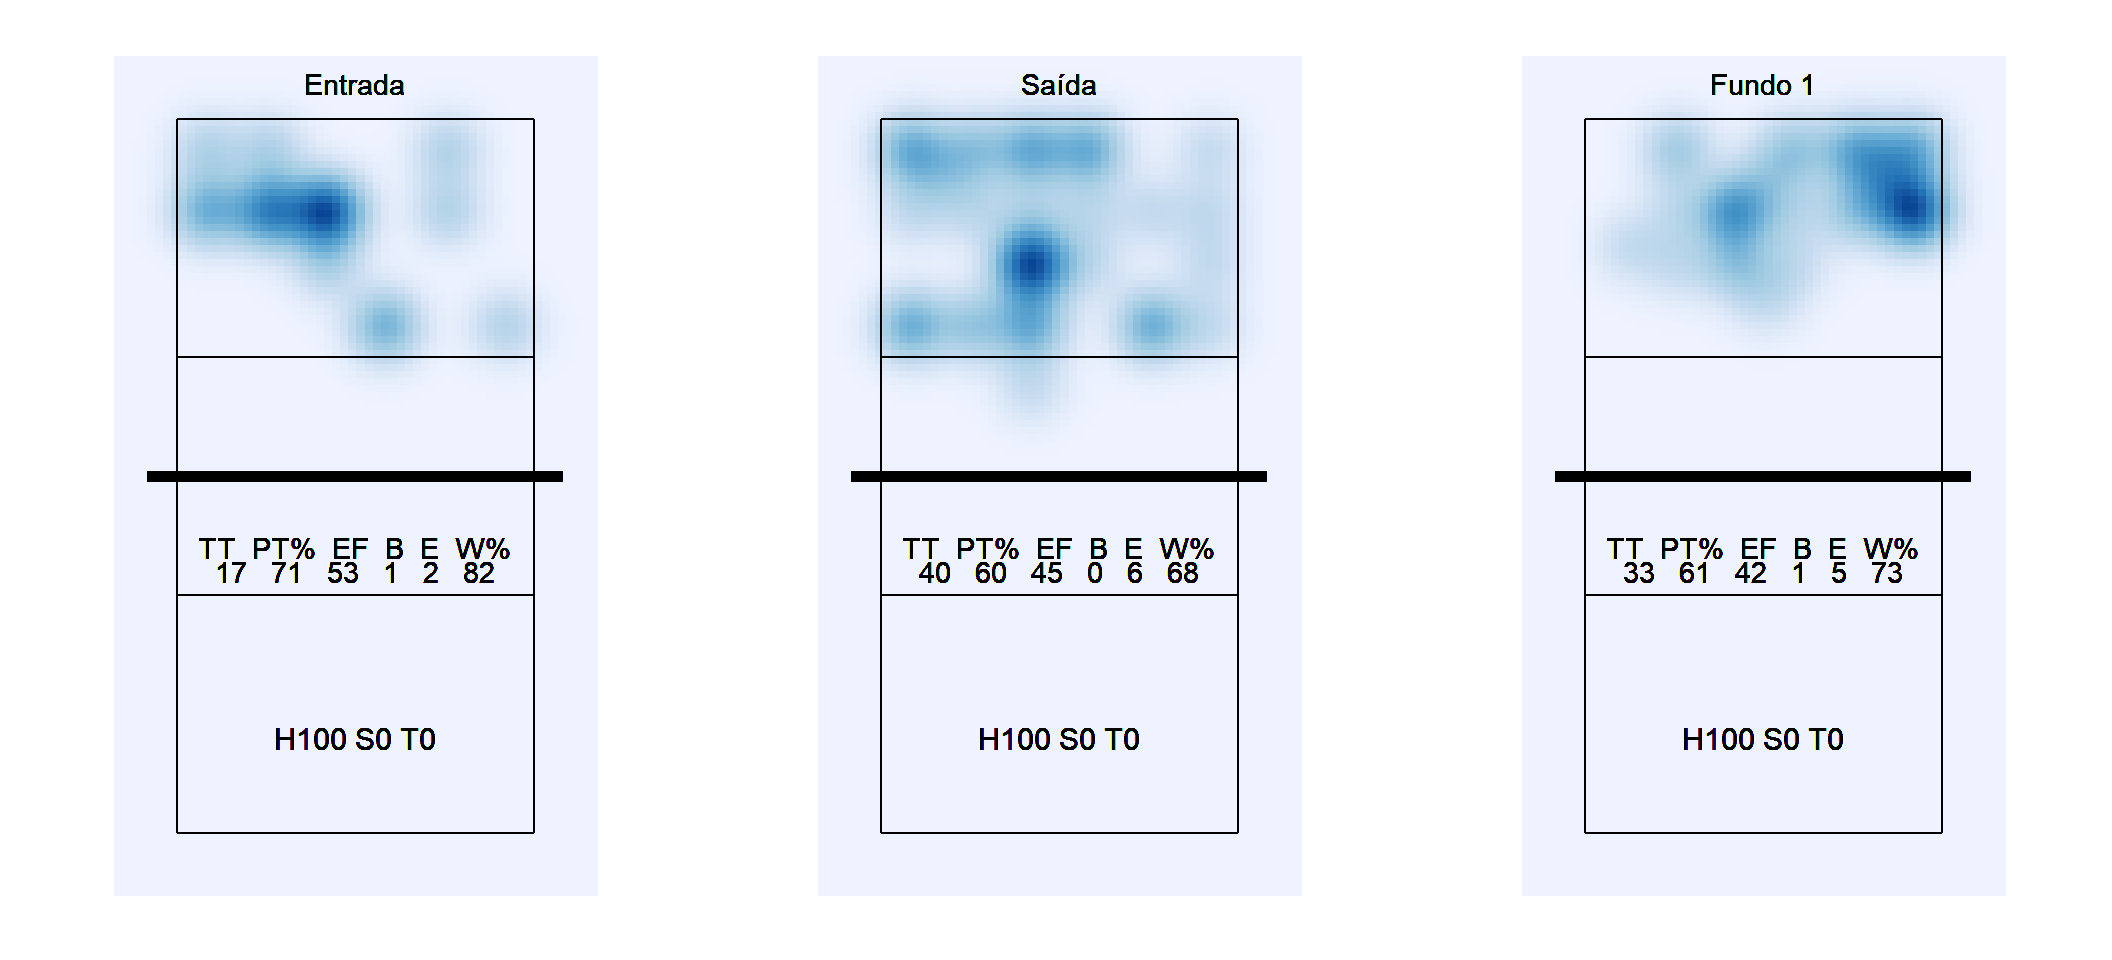 Entrada
TT PT% EF B E W%
17 71 53 1 2 82
H100 S0 T0
Saída
TT PT% EF B E W%
40 60 45 0 6 68
H100 S0 T0
Fundo 1
TT PT% EF B E W%
33 61 42 1 5 73
H100 S0 T0